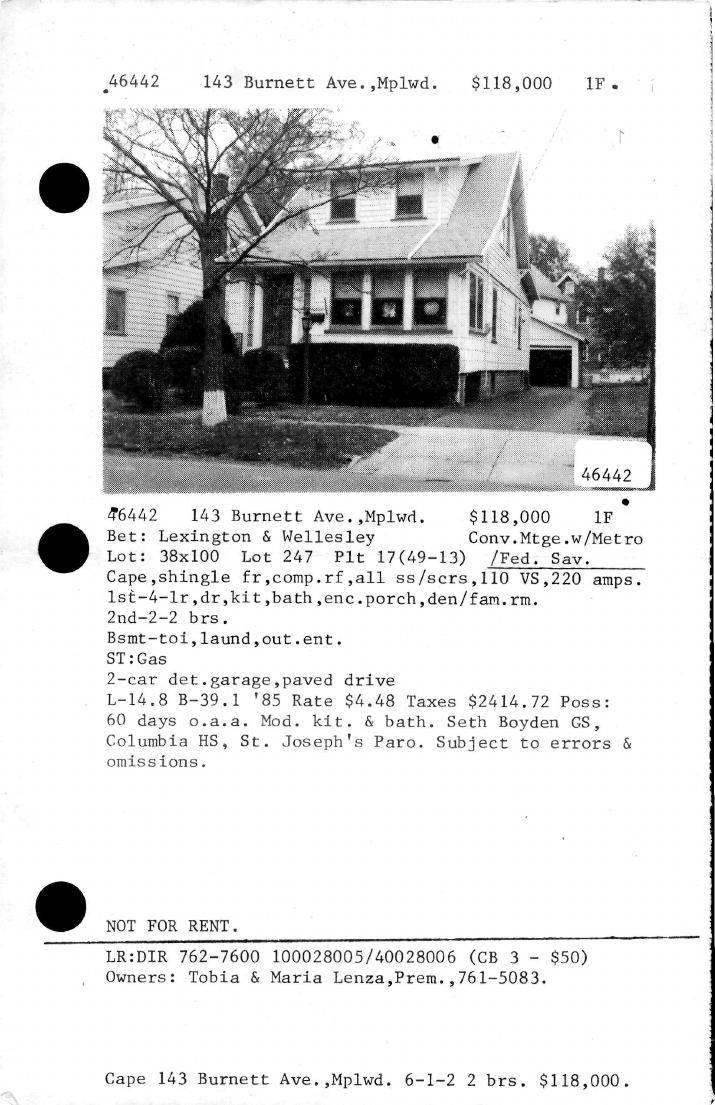 46442 143 Burnett Ave.,Mplwd. $118,000 1F.
46442
46442 143 Burnett Ave.,Mplwd. $118,000 1F
Bet: Lexington & Wellesley Conv.Mtge.w/Metro
Lot: 38x100 Lot 247 Plt 17(49-13) /Fed. Sav.
Cape,shingle fr,comp.rf,all ss/scrs,110 VS,220 amps.
1st-4-lr,dr,kit,bath,enc.porch,den/fam.rm.
2nd-2-2 brs.
Bsmt-toi,laund,out.ent.
ST:Gas
2-car det.garage,paved drive
L-14.8 B-39.1 '85 Rate $4.48 Taxes $2414.72 Poss:
60 days o.a.a. Mod. kit. & bath. Seth Boyden GS,
Columbia HS, St. Joseph's Paro. Subject to errors &
omissions.
NOT FOR RENT.
LR:DIR 762-7600 100028005/40028006 (CB 3 - $50)
Owners: Tobia & Maria Lenza,Prem.,761-5083.
Cape 143 Burnett Ave.,Mplwd. 6-1-2 2 brs. $118,000.